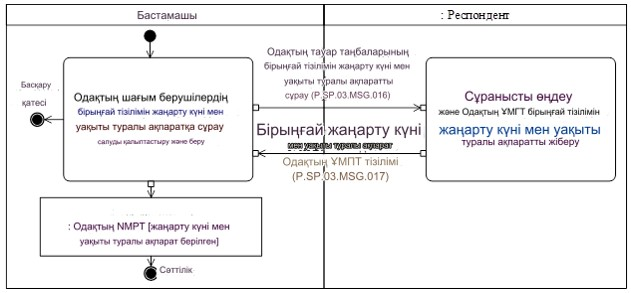 Бастамашы
: Респондент
Одақтың тауар таңбаларының
бірыңғай тізілімін жаңарту күні мен
уақыты туралы ақпаратты
сұрау (P.SP.03.MSG.016)
Басқару
қатесі
Одақтың шағым берушілердің
бірыңғай тізілімін жаңарту күні мен
уақыты туралы ақпаратқа сұрау
салуды қалыптастыру және беру
Сұранысты өңдеу
және Одақтың ҰМГТ бірыңғай тізілімін
жаңарту күні мен уақыты
туралы ақпаратты жіберу
Бірыңғай жаңарту күні
мен уақыты туралы ақпарат
Одақтың ҰМПТ тізілімі
(P.SP.03.MSG.017)
: Одақтың NMPT [жаңарту күні мен
уақыты туралы ақпарат берілген]
Сәттілік